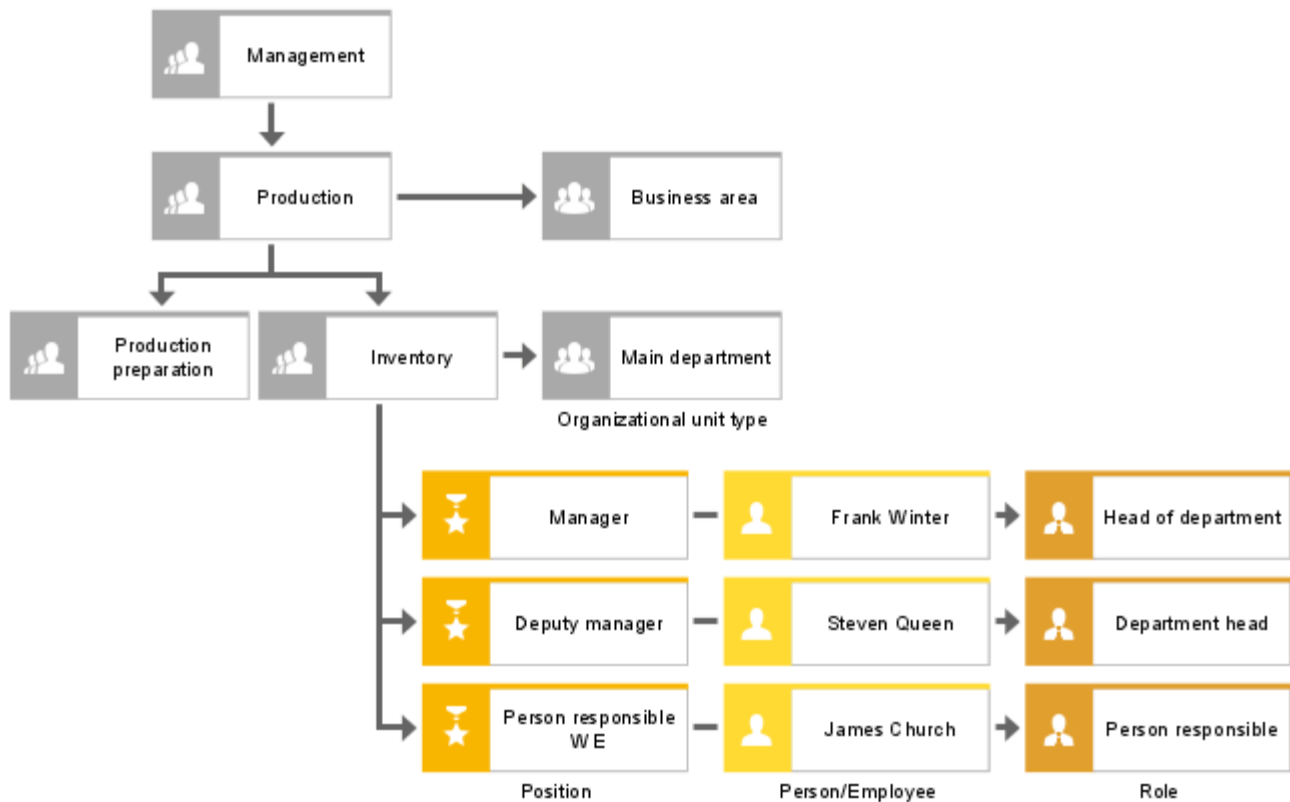 Management
Production
Business area
Production
preparation
Inventory
Main department
Organizational unit type
Manager
Frank Winter
Head of department
Deputy manager
Steven Queen
Department head
Person responsible
WE
James Church
Person responsible
Position
Person/Employee
Role